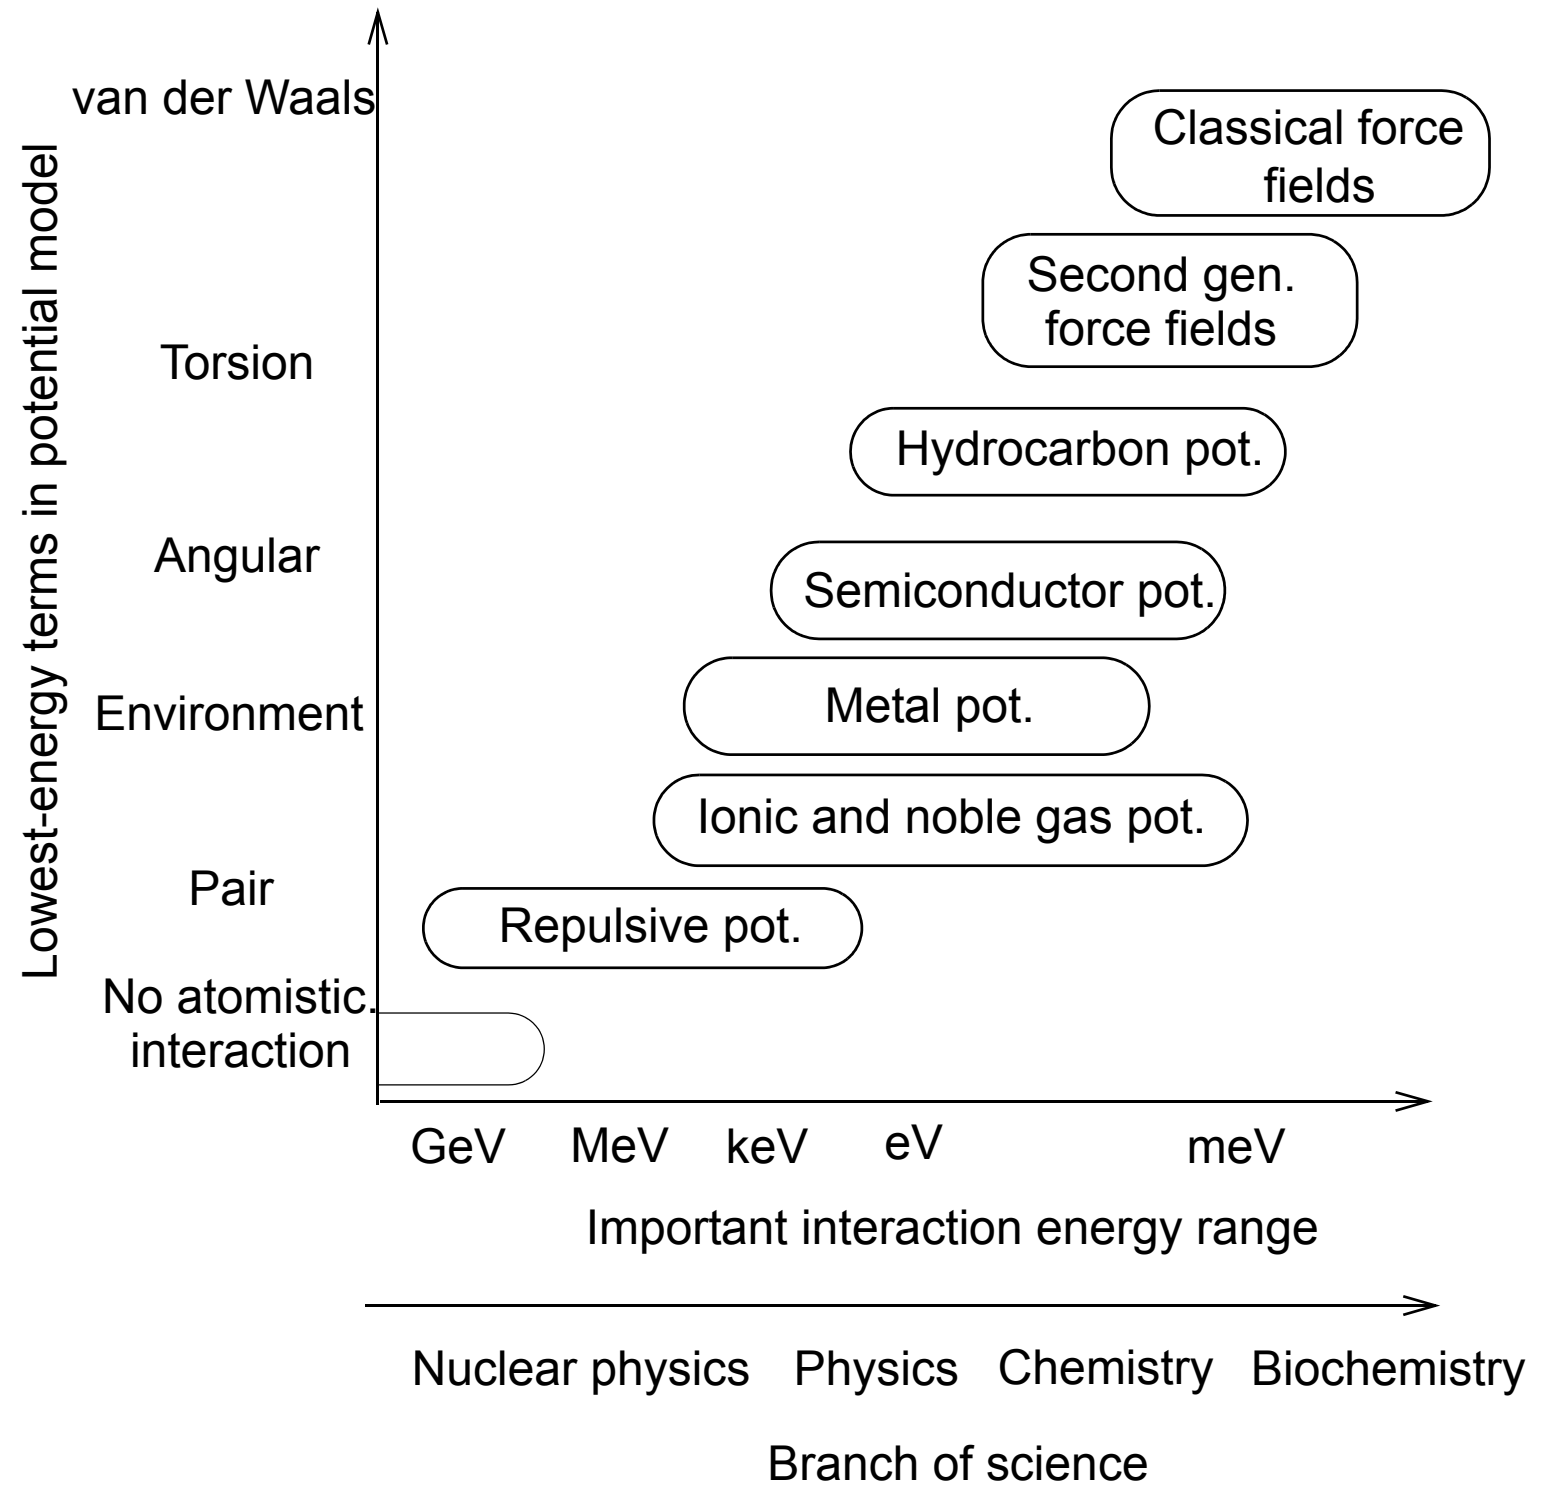 van der Waals
Classical force
fields
Second gen.
force fields
Torsion
Hydrocarbon pot.
Angular
Semiconductor pot.
Environment
Metal pot.
Ionic and noble gas pot.
Pair
Repulsive pot.
No atomistic.
interaction
Lowest-energy terms in potential model
GeV MeV keV eV meV
Important interaction energy range
Nuclear physics Physics Chemistry Biochemistry
Branch of science